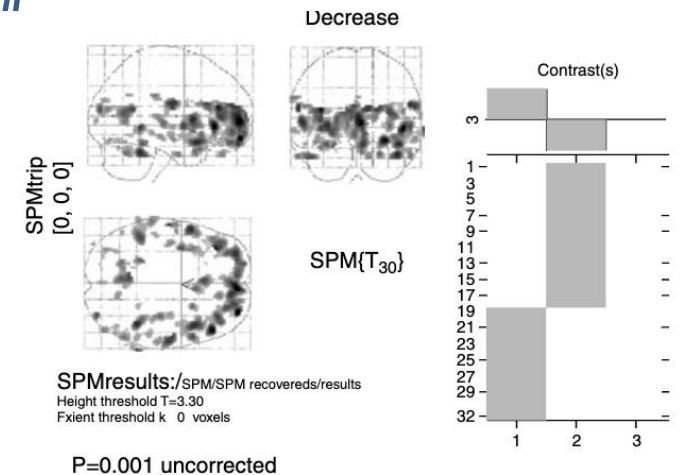 Decrease
Contrast(s)
3
SPMtrip
[0, 0, 0]
SPM{T30}
1
3
5
7
9
11
13
15
17
19
21
23
25
27
29
32
1 2 3
SPMresults:/SPM/SPM recovereds/results
Height threshold T=3.30
Fxient threshold k 0 voxels
P=0.001 uncorrected